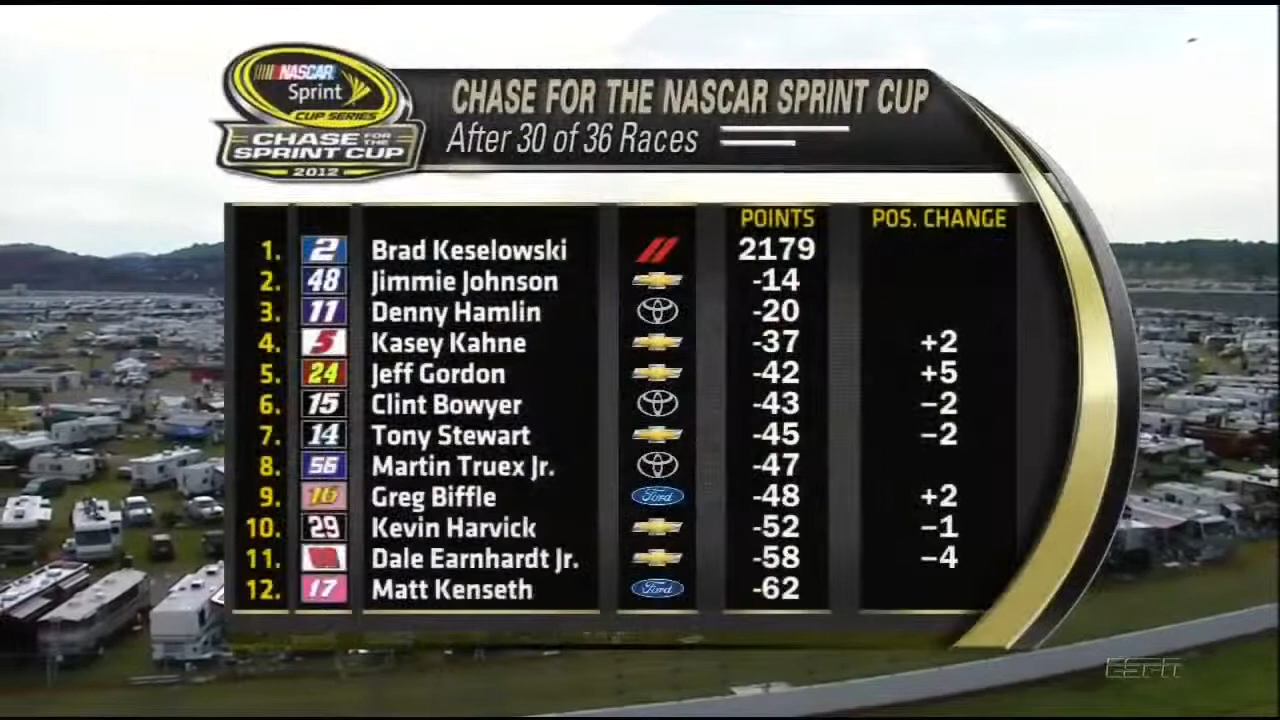 NASCAR
Sprint
CUP SERIES
CHASE FOR THE
SPRINT CUP
2012
CHASE FOR THE NASCAR SPRINT CUP
After 30 of 36 Races
POINTS POS. CHANGE
1. 2 Brad Keselowski 2179
2. 48 Jimmie Johnson -14
3. 11 Denny Hamlin -20
4. 5 Kasey Kahne -37 +2
5. 24 Jeff Gordon -42 +5
6. 15 Clint Bowyer -43 –2
7. 14 Tony Stewart -45 –2
8. 56 Martin Truex Jr. -47
9. 16 Greg Biffle Ford -48 +2
10. 29 Kevin Harvick -52 –1
11. Dale Earnhardt Jr. -58 –4
12. 17 Matt Kenseth Ford -62
ESPN